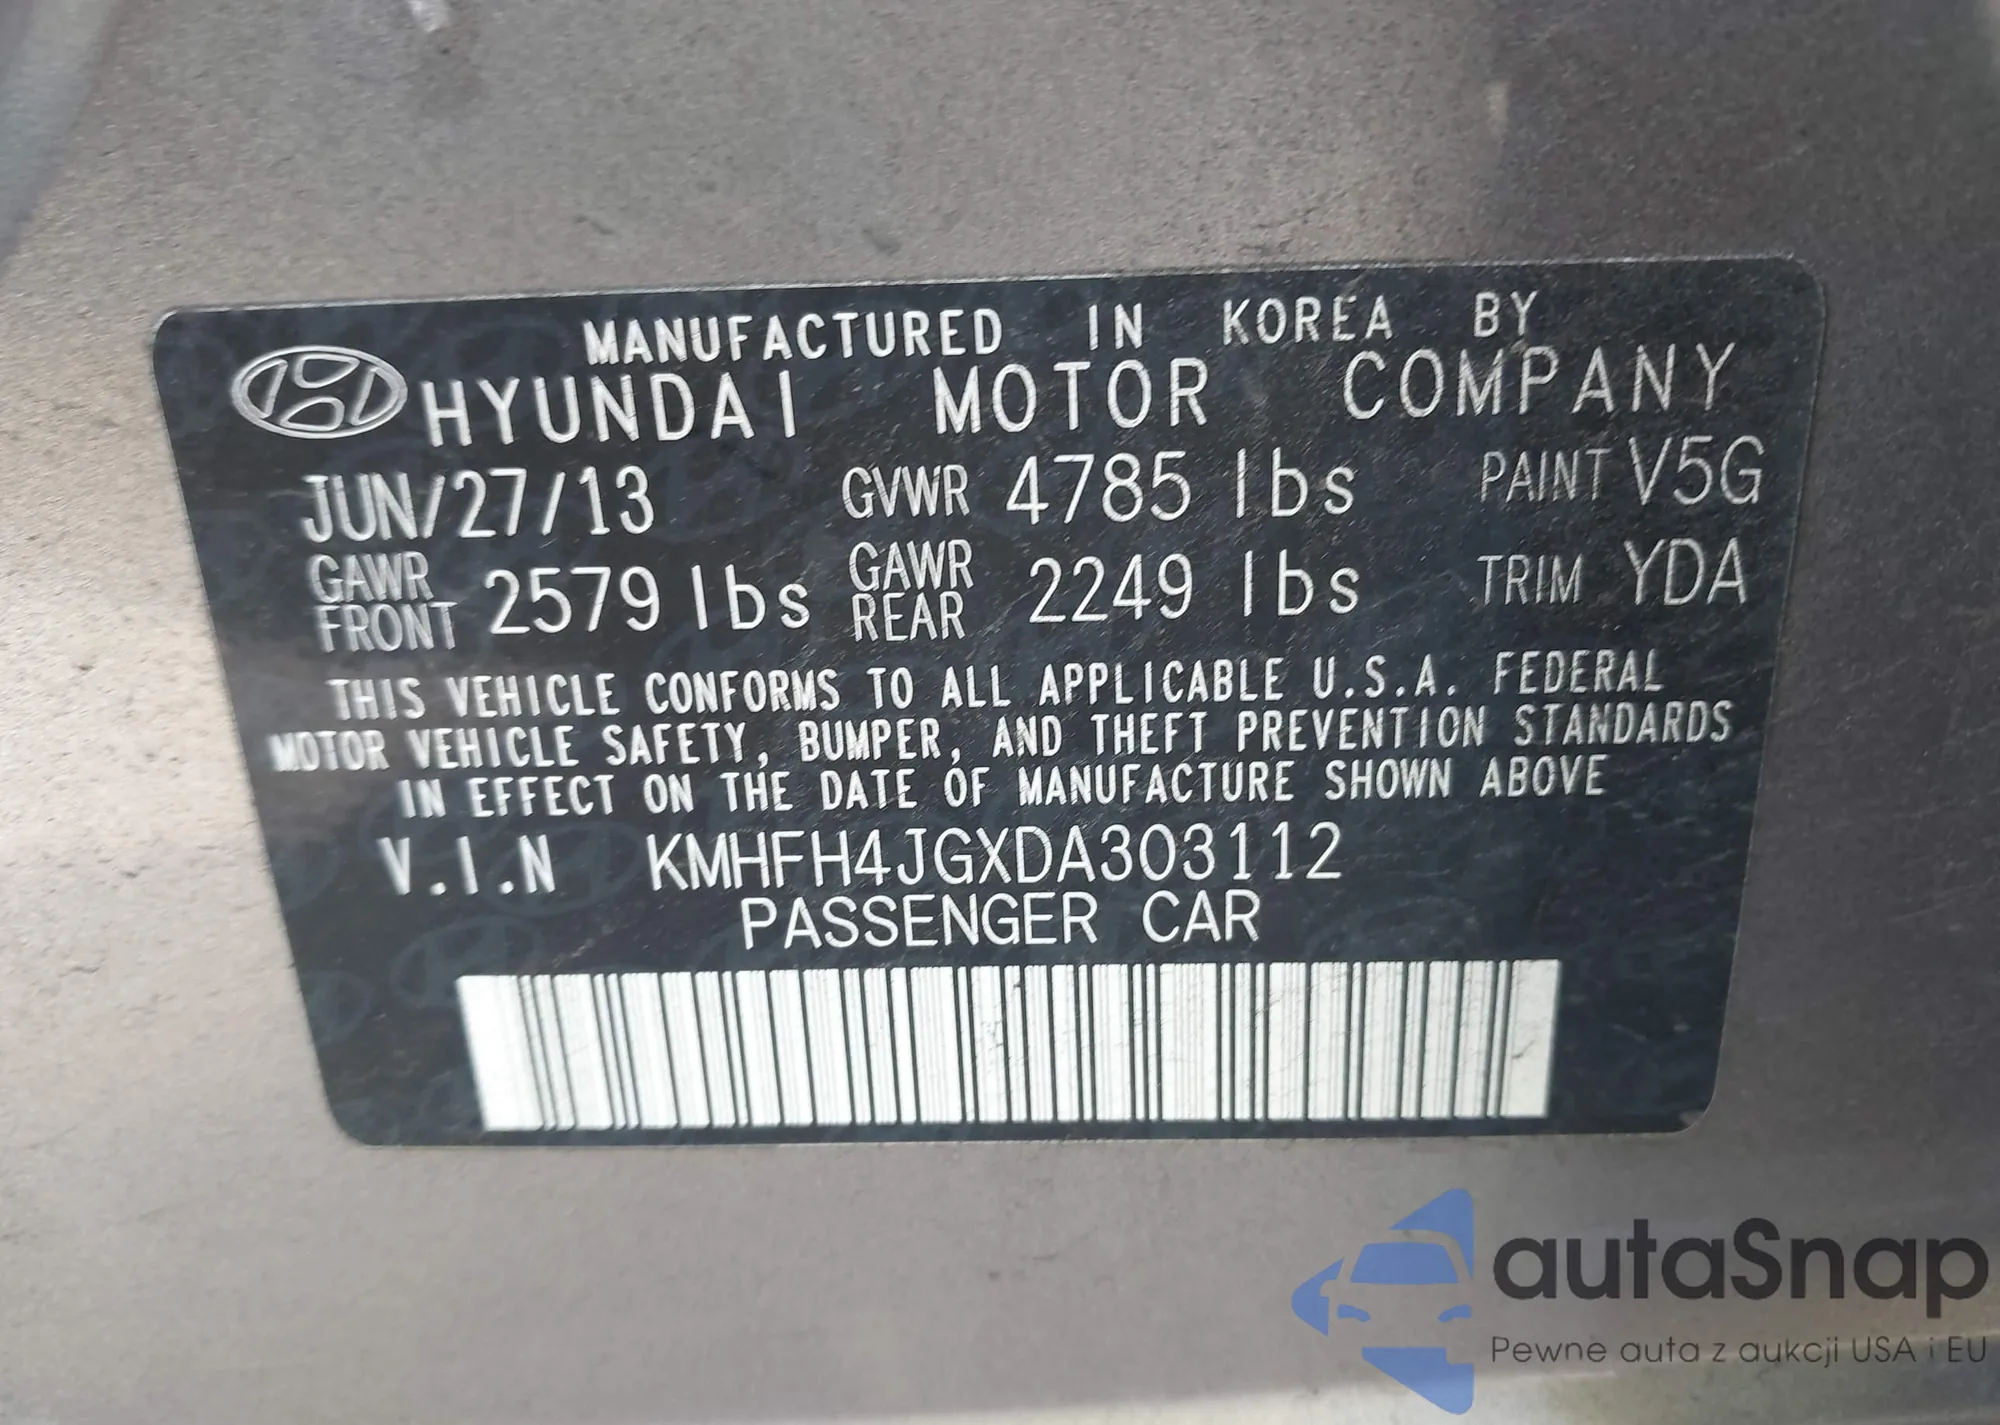 MANUFACTURED IN KOREA BY
HYUNDAI MOTOR COMPANY
JUN/27/13 GVWR 4785 lbs PAINT V5G
GAWR FRONT 2579 lbs GAWR REAR 2249 lbs TRIM YDA
THIS VEHICLE CONFORMS TO ALL APPLICABLE U.S.A. FEDERAL
MOTOR VEHICLE SAFETY, BUMPER, AND THEFT PREVENTION STANDARDS
IN EFFECT ON THE DATE OF MANUFACTURE SHOWN ABOVE
V.I.N KMHFH4JGXDA303112
PASSENGER CAR
autaSnap
Pewne auta z aukcji USA i EU